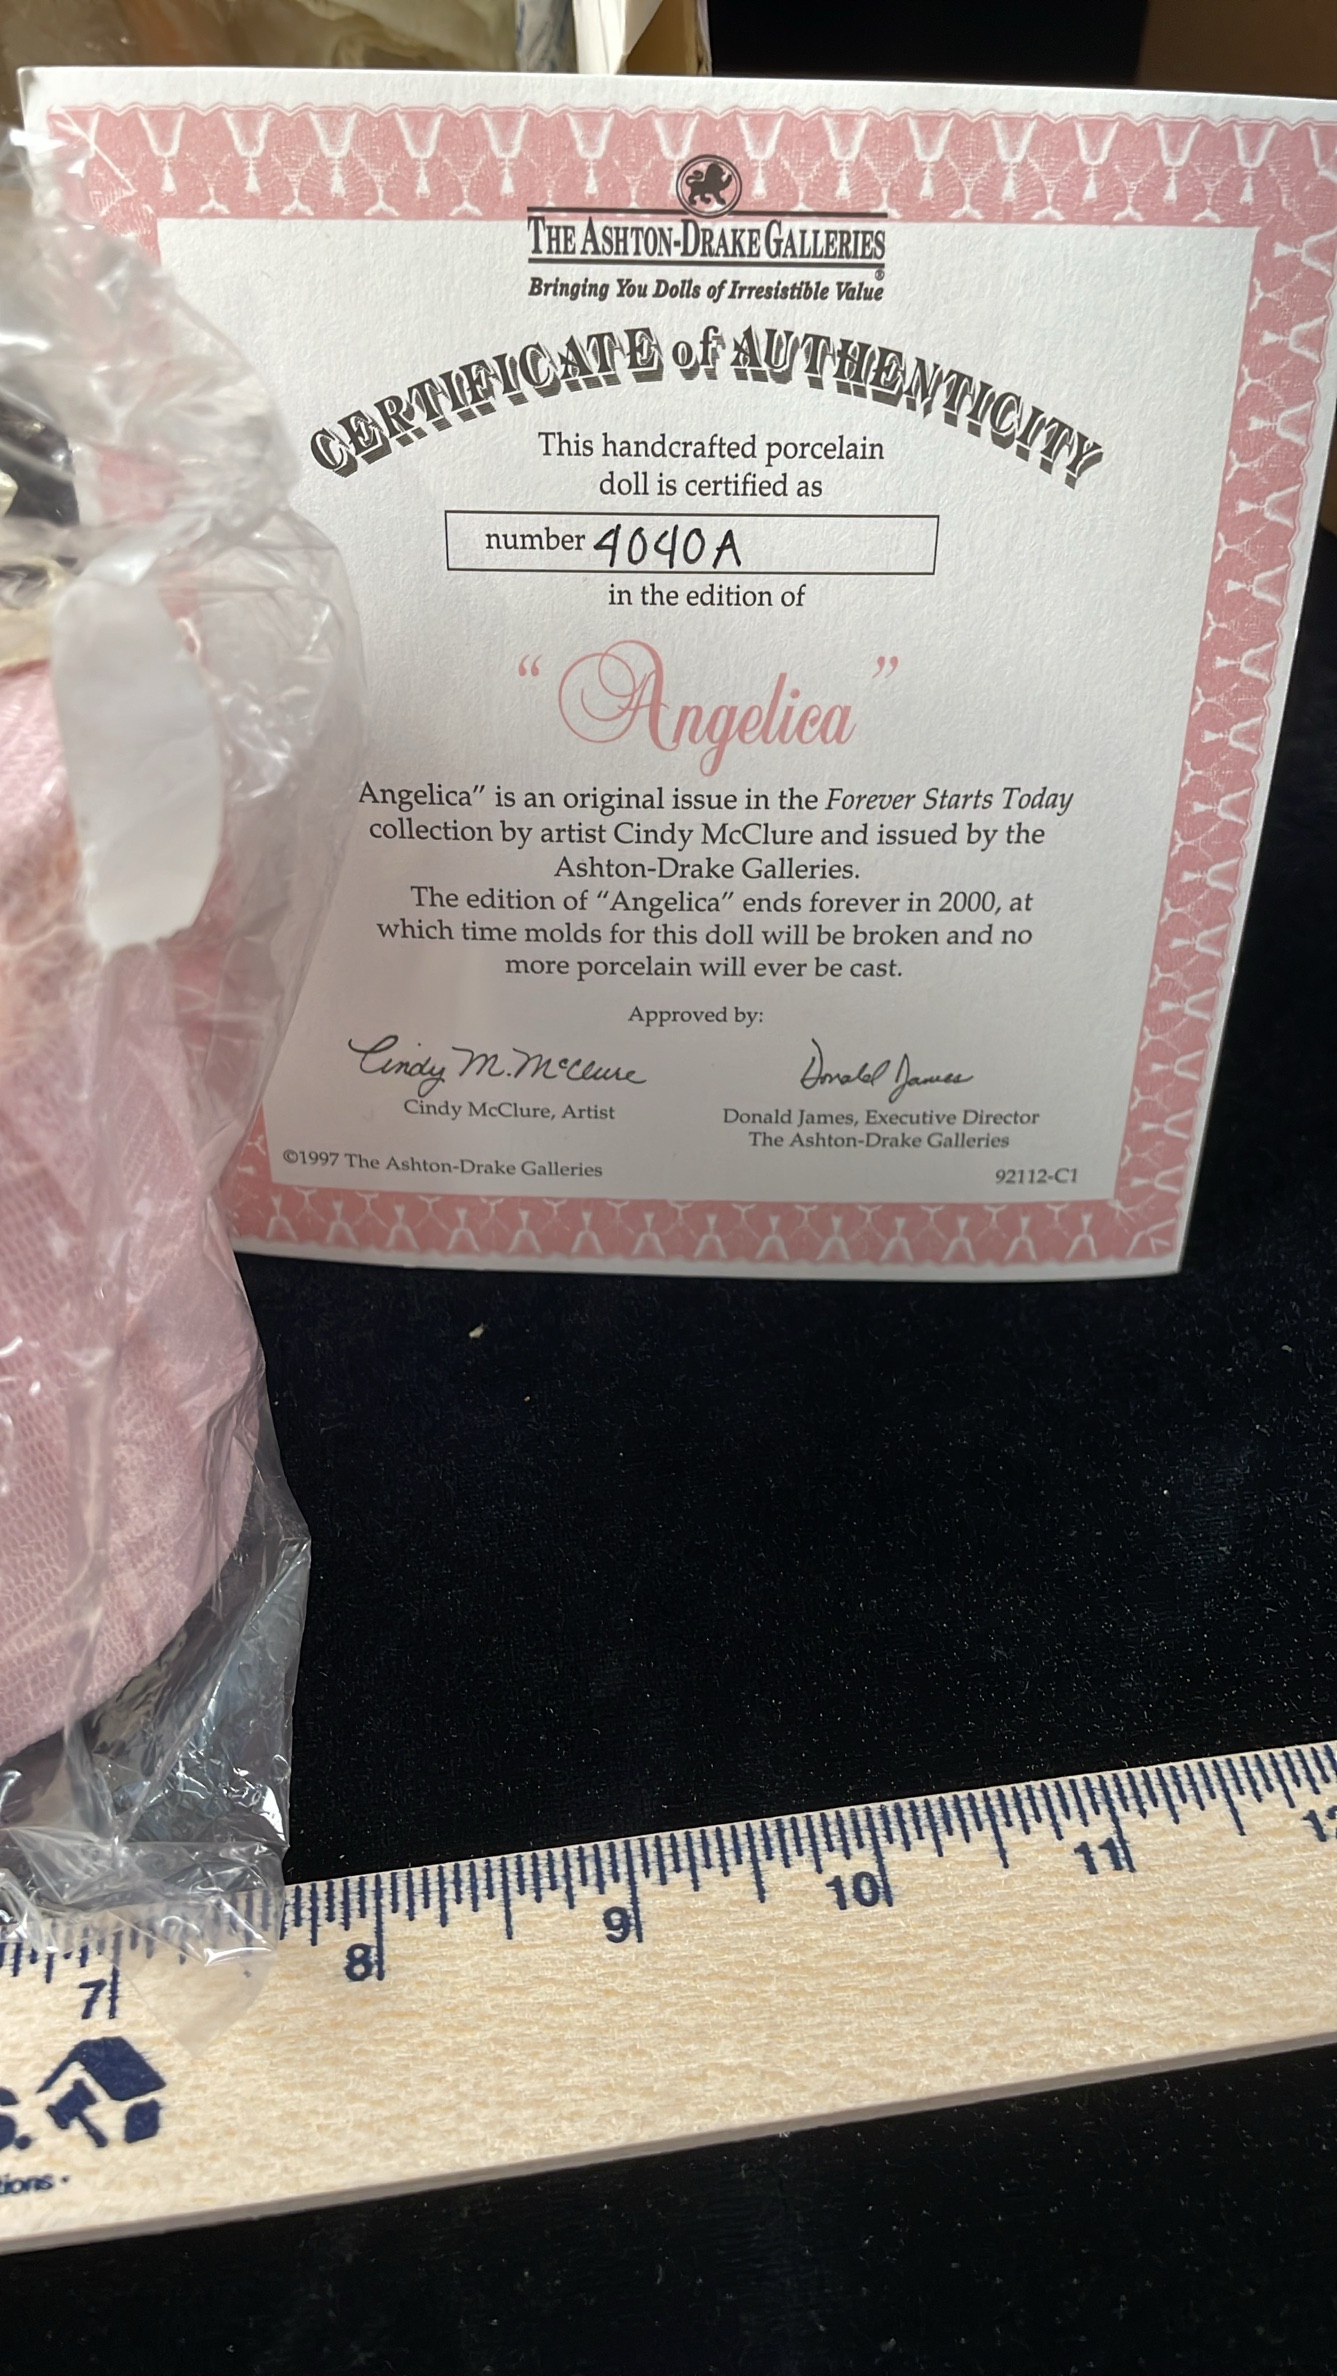 THE ASHTON-DRAKE GALLERIES
®
Bringing You Dolls of Irresistible Value
CERTIFICATE of AUTHENTICITY
This handcrafted porcelain
doll is certified as
number 4040A
in the edition of
“Angelica”
Angelica” is an original issue in the Forever Starts Today
collection by artist Cindy McClure and issued by the
Ashton-Drake Galleries.
The edition of “Angelica” ends forever in 2000, at
which time molds for this doll will be broken and no
more porcelain will ever be cast.
Approved by:
Cindy M. McClure
Donald James
Cindy McClure, Artist
Donald James, Executive Director
The Ashton-Drake Galleries
©1997 The Ashton-Drake Galleries
92112-C1
7 8 9 10 11